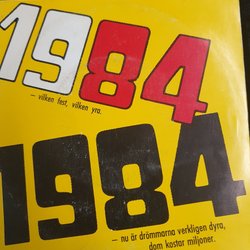 1984
– vilken fest, vilken yra.
1984
– nu är drömmarna verkligen dyra,
dom kostar miljoner.